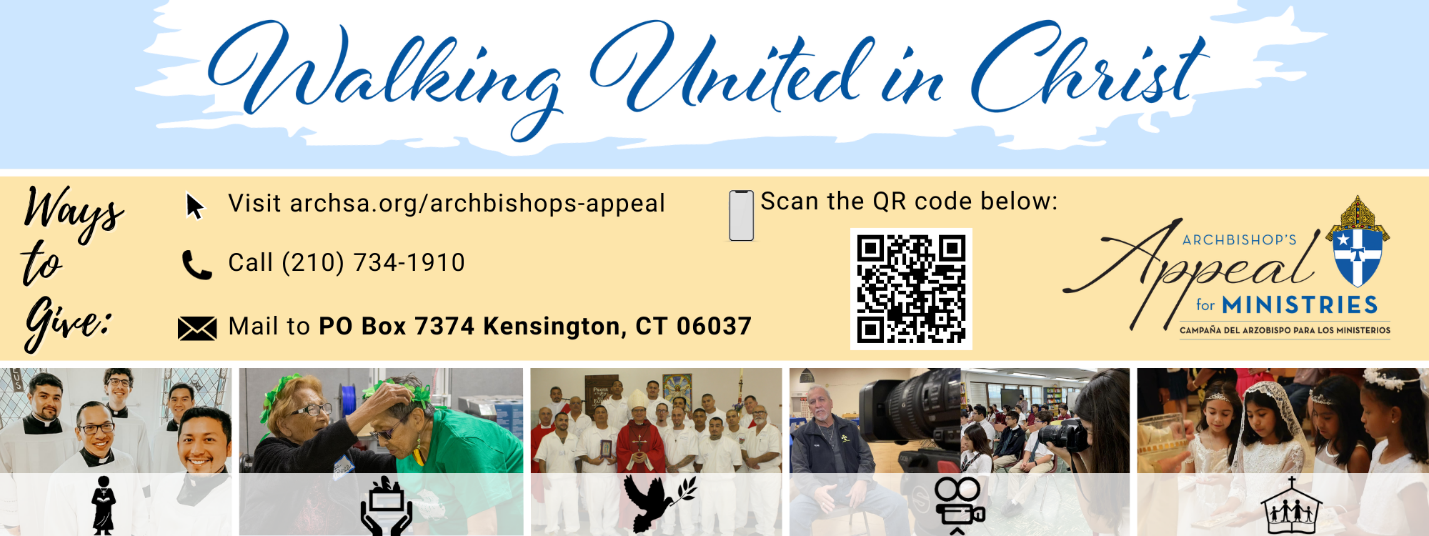 Walking United in Christ
Ways
to
Give:
Visit archsa.org/archbishops-appeal
Call (210) 734-1910
Mail to PO Box 7374 Kensington, CT 06037
Scan the QR code below:
ARCHBISHOP'S
Appeal
for MINISTRIES
CAMPAÑA DEL ARZOBISPO PARA LOS MINISTERIOS